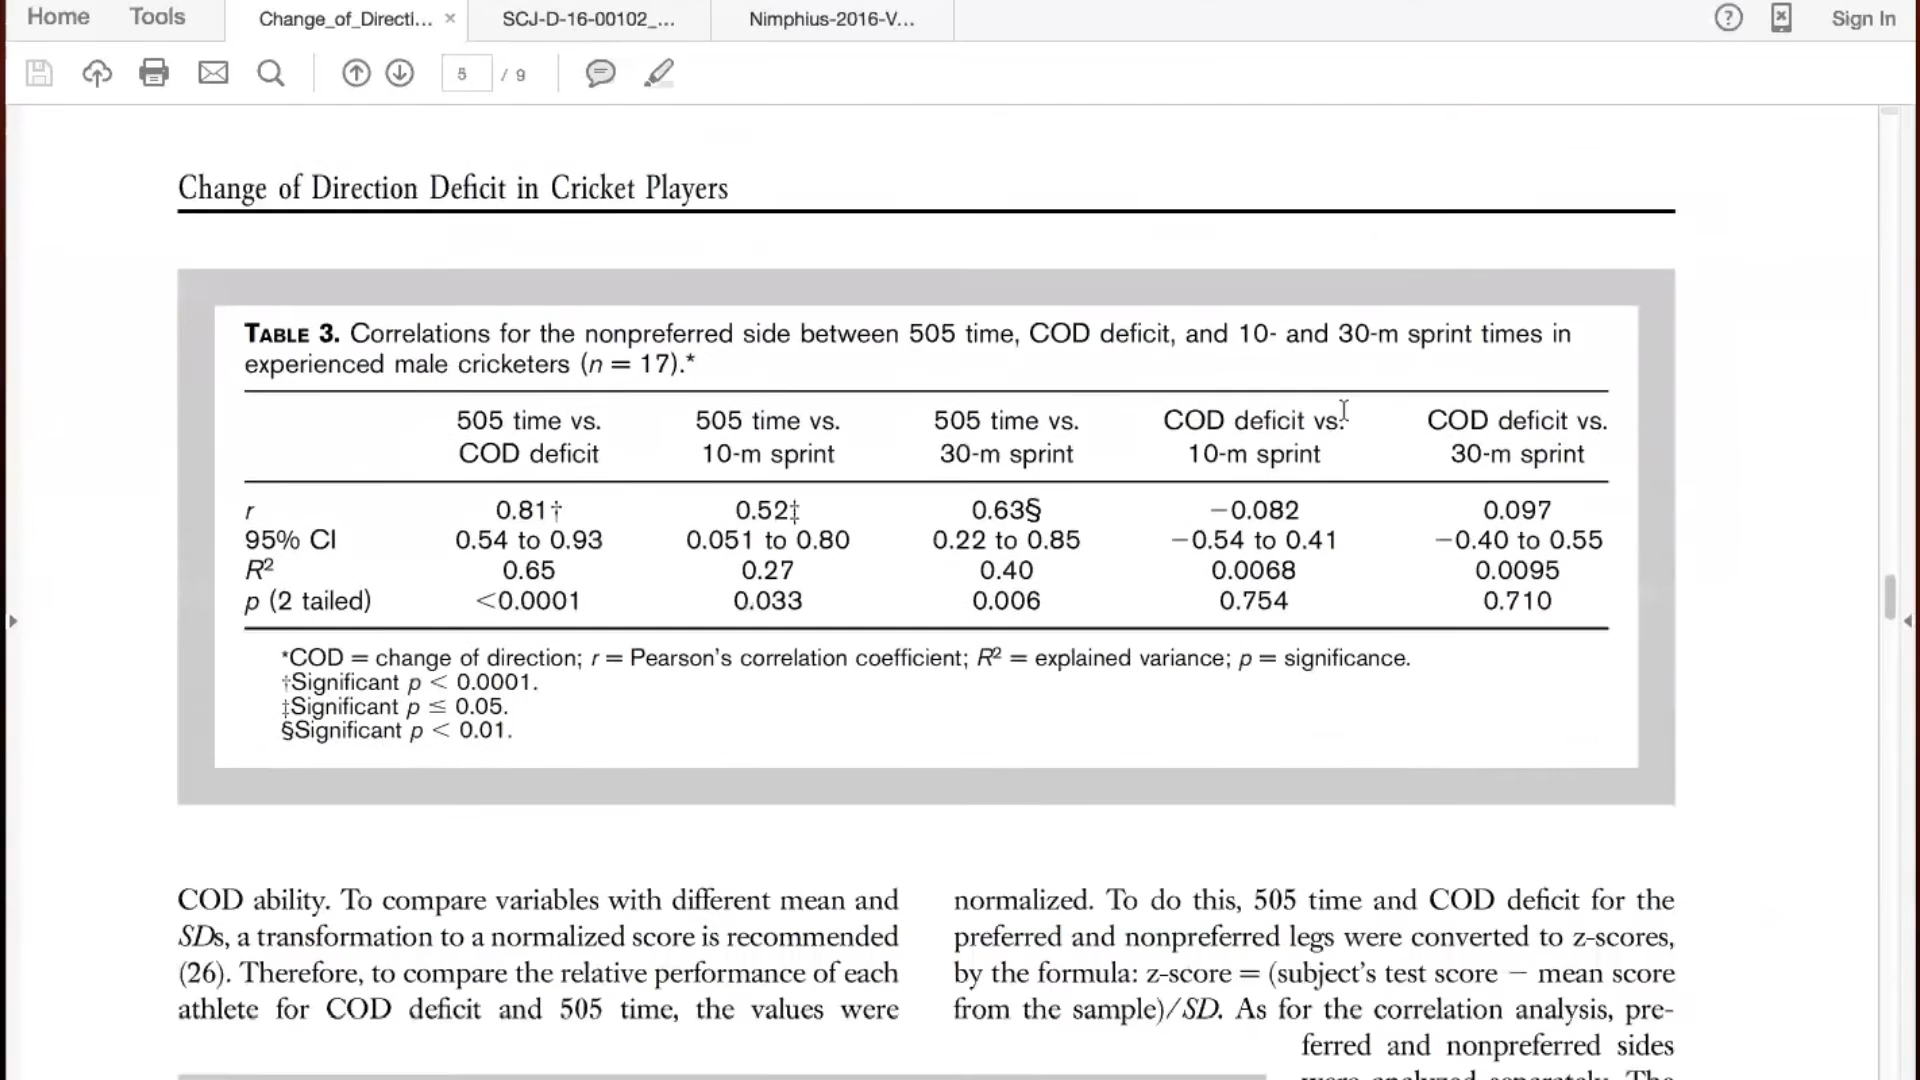 Home Tools Change_of_Directi... × SCJ-D-16-00102_... Nimphius-2016-V... Sign In
5 / 9
Change of Direction Deficit in Cricket Players
TABLE 3. Correlations for the nonpreferred side between 505 time, COD deficit, and 10- and 30-m sprint times in
experienced male cricketers (n = 17).*
505 time vs. 505 time vs. 505 time vs. COD deficit vs. COD deficit vs.
COD deficit 10-m sprint 30-m sprint 10-m sprint 30-m sprint
r 0.81† 0.52‡ 0.63§ −0.082 0.097
95% CI 0.54 to 0.93 0.051 to 0.80 0.22 to 0.85 −0.54 to 0.41 −0.40 to 0.55
R² 0.65 0.27 0.40 0.0068 0.0095
p (2 tailed) <0.0001 0.033 0.006 0.754 0.710
*COD = change of direction; r = Pearson's correlation coefficient; R² = explained variance; p = significance.
†Significant p < 0.0001.
‡Significant p ≤ 0.05.
§Significant p < 0.01.
COD ability. To compare variables with different mean and
SDs, a transformation to a normalized score is recommended
(26). Therefore, to compare the relative performance of each
athlete for COD deficit and 505 time, the values were
normalized. To do this, 505 time and COD deficit for the
preferred and nonpreferred legs were converted to z-scores,
by the formula: z-score = (subject's test score − mean score
from the sample)/SD. As for the correlation analysis, pre-
ferred and nonpreferred sides
were analyzed separately. The